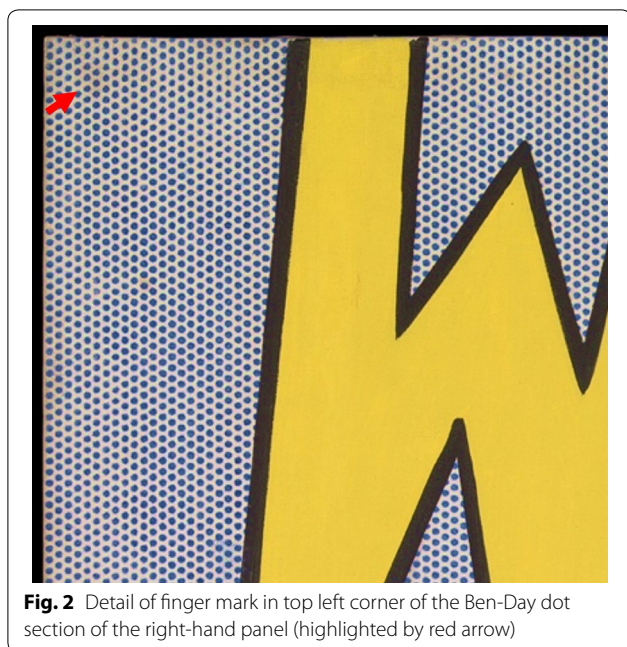 Fig. 2 Detail of finger mark in top left corner of the Ben-Day dot
section of the right-hand panel (highlighted by red arrow)